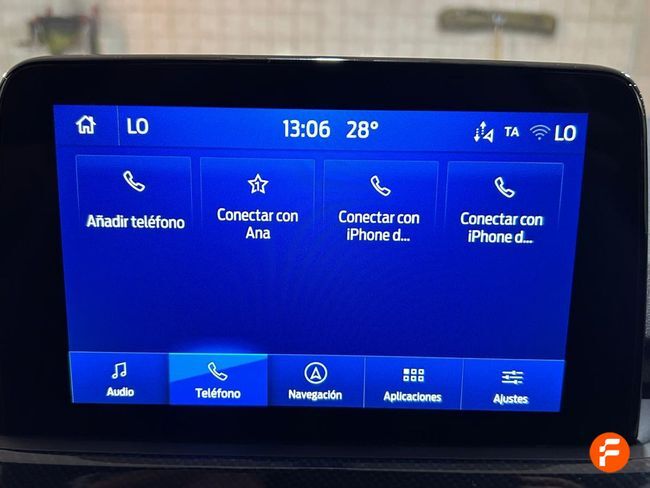 LO 13:06 28° TA LO
Añadir teléfono
Conectar con
Ana
Conectar con
iPhone d...
Conectar con
iPhone d...
Audio Teléfono Navegación Aplicaciones Ajustes